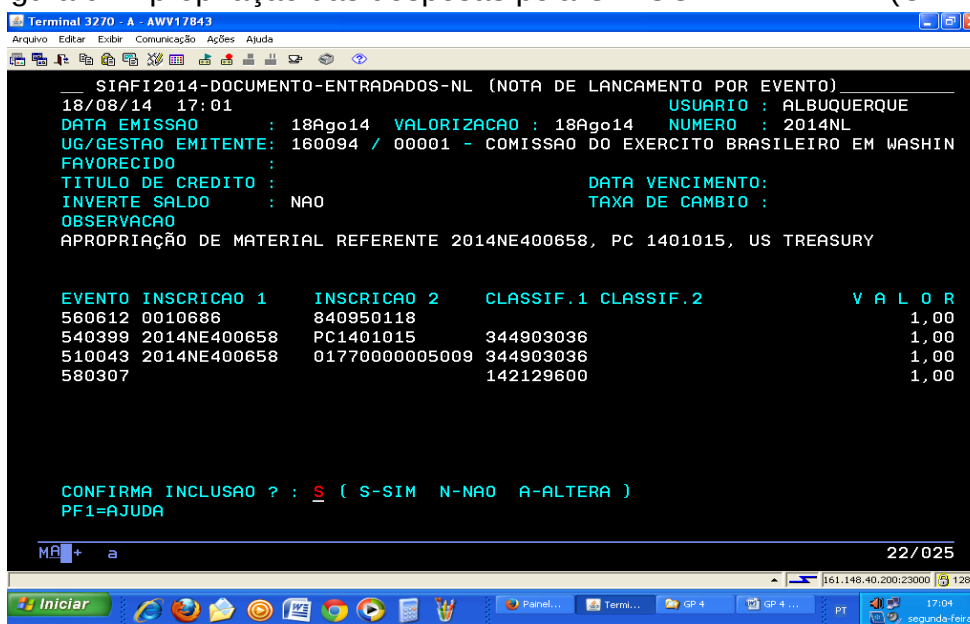 Terminal 3270 - A - AWV17843
Arquivo Editar Exibir Comunicação Ações Ajuda
__ SIAFI2014-DOCUMENTO-ENTRADADOS-NL (NOTA DE LANCAMENTO POR EVENTO)__________
18/08/14 17:01 USUARIO : ALBUQUERQUE
DATA EMISSAO : 18Ago14 VALORIZACAO : 18Ago14 NUMERO : 2014NL
UG/GESTAO EMITENTE: 160094 / 00001 - COMISSAO DO EXERCITO BRASILEIRO EM WASHIN
FAVORECIDO :
TITULO DE CREDITO : DATA VENCIMENTO:
INVERTE SALDO : NAO TAXA DE CAMBIO :
OBSERVACAO
APROPRIAÇÃO DE MATERIAL REFERENTE 2014NE400658, PC 1401015, US TREASURY
EVENTO INSCRICAO 1 INSCRICAO 2 CLASSIF.1 CLASSIF.2 V A L O R
560612 0010686 840950118 1,00
540399 2014NE400658 PC1401015 344903036 1,00
510043 2014NE400658 01770000005009 344903036 1,00
580307 142129600 1,00
CONFIRMA INCLUSAO ? : S ( S-SIM N-NAO A-ALTERA )
PF1=AJUDA
MA + a 22/025
161.148.40.200:23000 128
Iniciar Painel... Termi... GP 4 GP 4 ... PT 17:04
segunda-feira